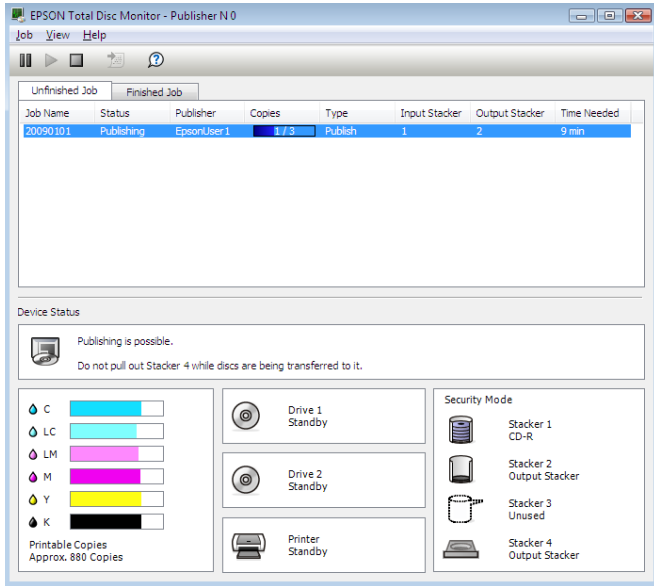 EPSON Total Disc Monitor - Publisher N 0
Job View Help
Unfinished Job Finished Job
Job Name Status Publisher Copies Type Input Stacker Output Stacker Time Needed
20090101 Publishing EpsonUser1 1 / 3 Publish 1 2 9 min
Device Status
Publishing is possible.
Do not pull out Stacker 4 while discs are being transferred to it.
C
LC
LM
M
Y
K
Printable Copies
Approx. 880 Copies
Drive 1
Standby
Drive 2
Standby
Printer
Standby
Security Mode
Stacker 1
CD-R
Stacker 2
Output Stacker
Stacker 3
Unused
Stacker 4
Output Stacker